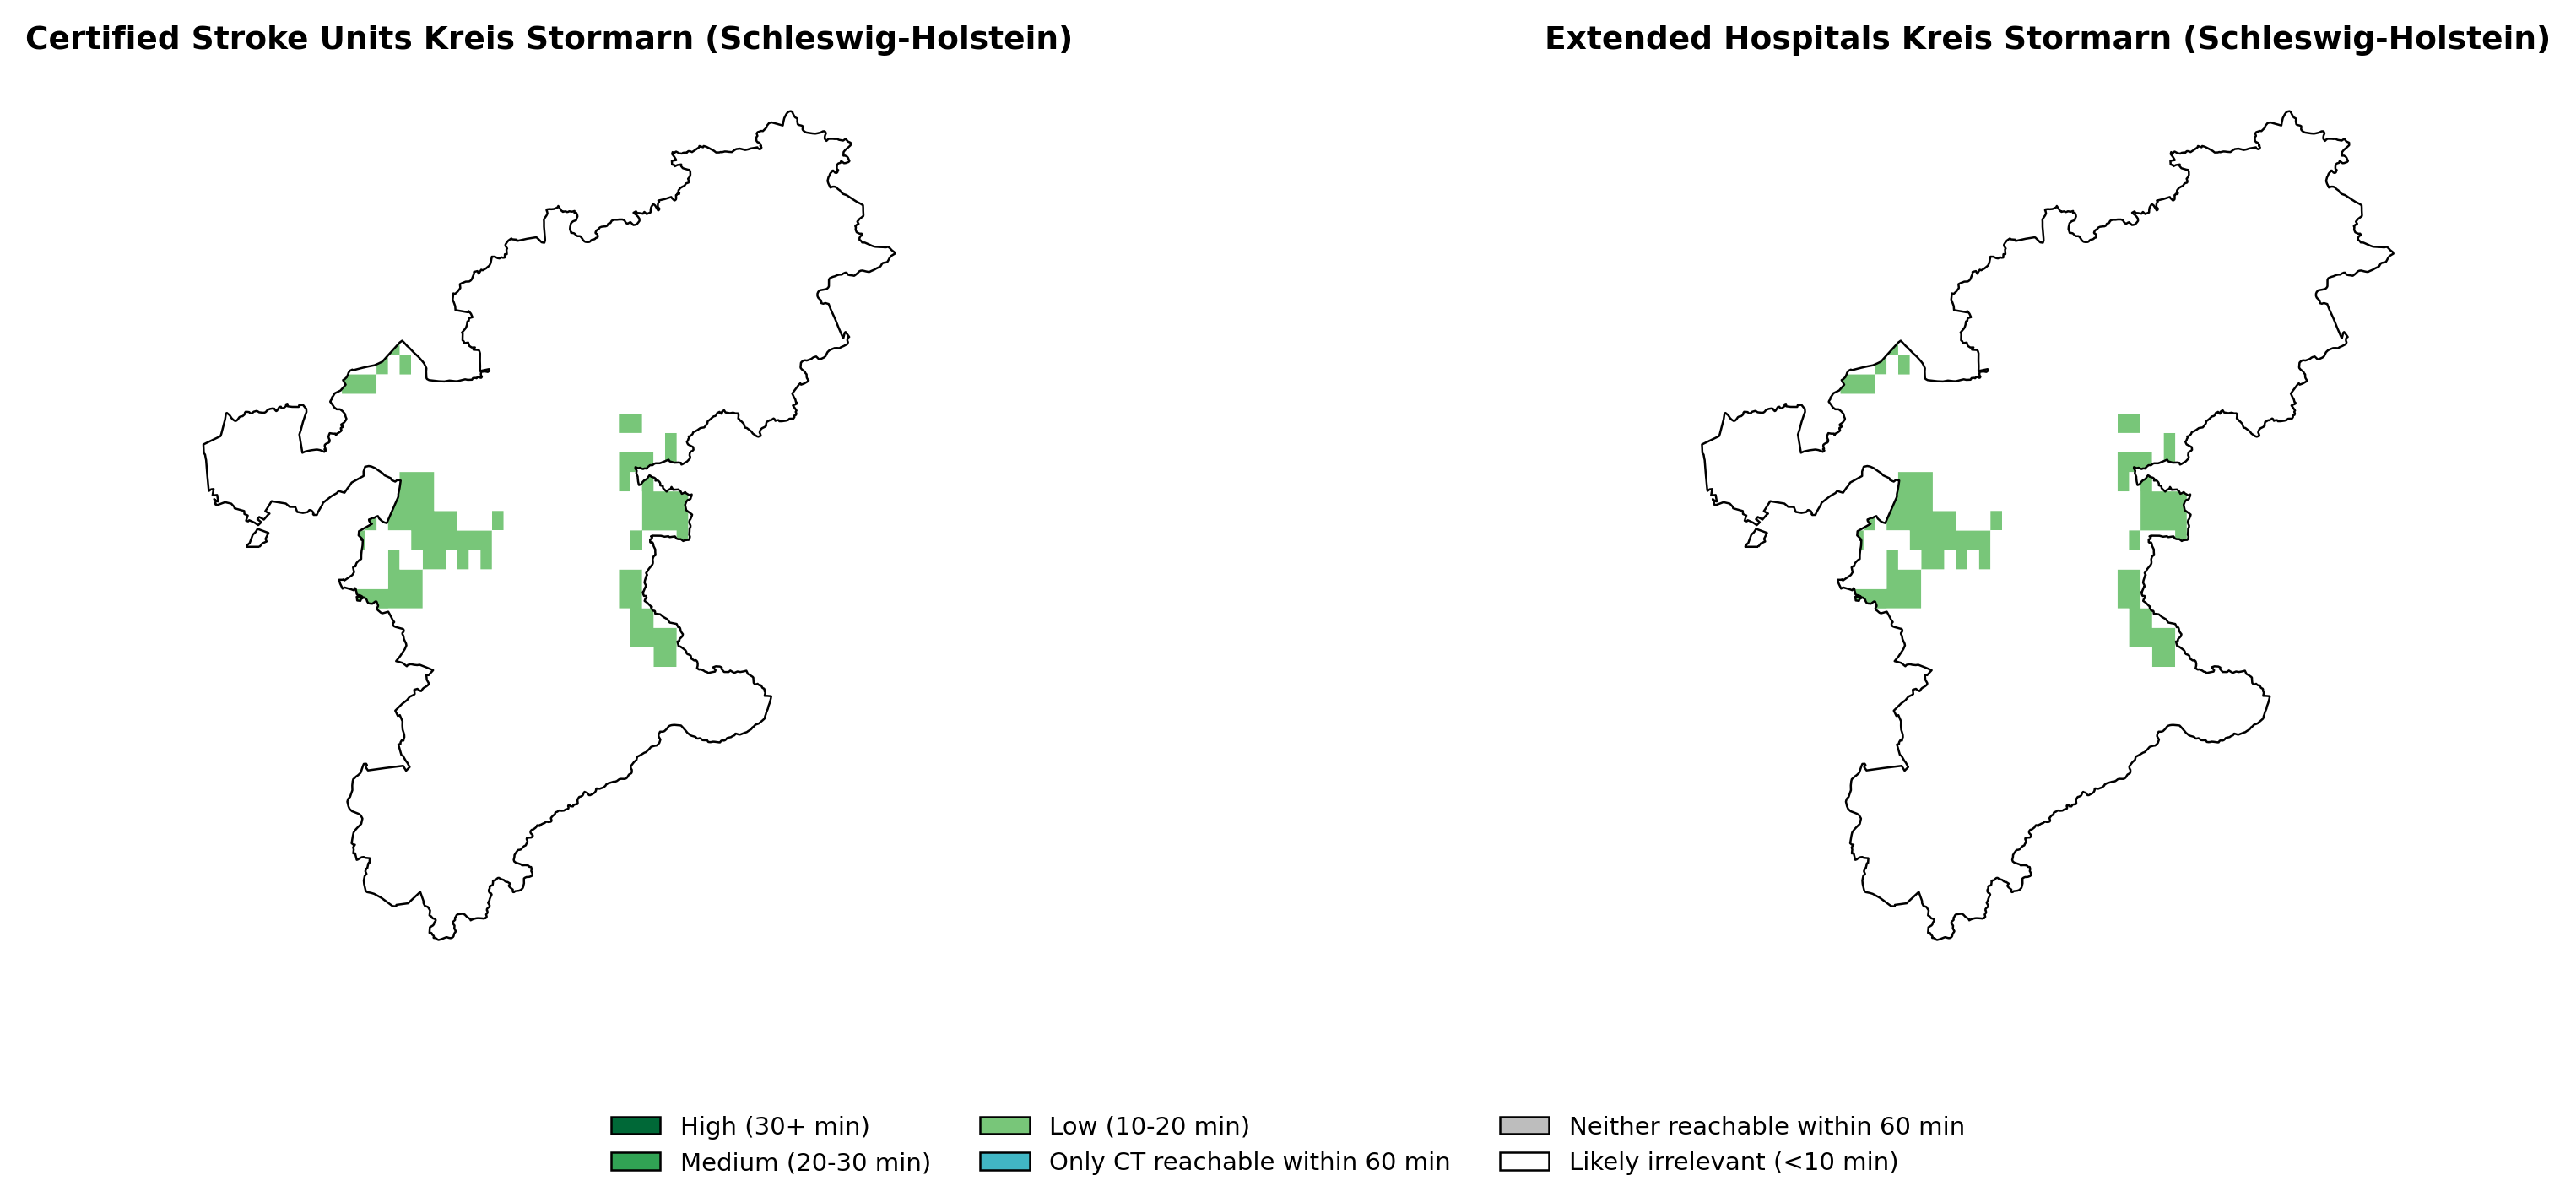 Certified Stroke Units Kreis Stormarn (Schleswig-Holstein)
Extended Hospitals Kreis Stormarn (Schleswig-Holstein)
High (30+ min)
Medium (20-30 min)
Low (10-20 min)
Only CT reachable within 60 min
Neither reachable within 60 min
Likely irrelevant (<10 min)